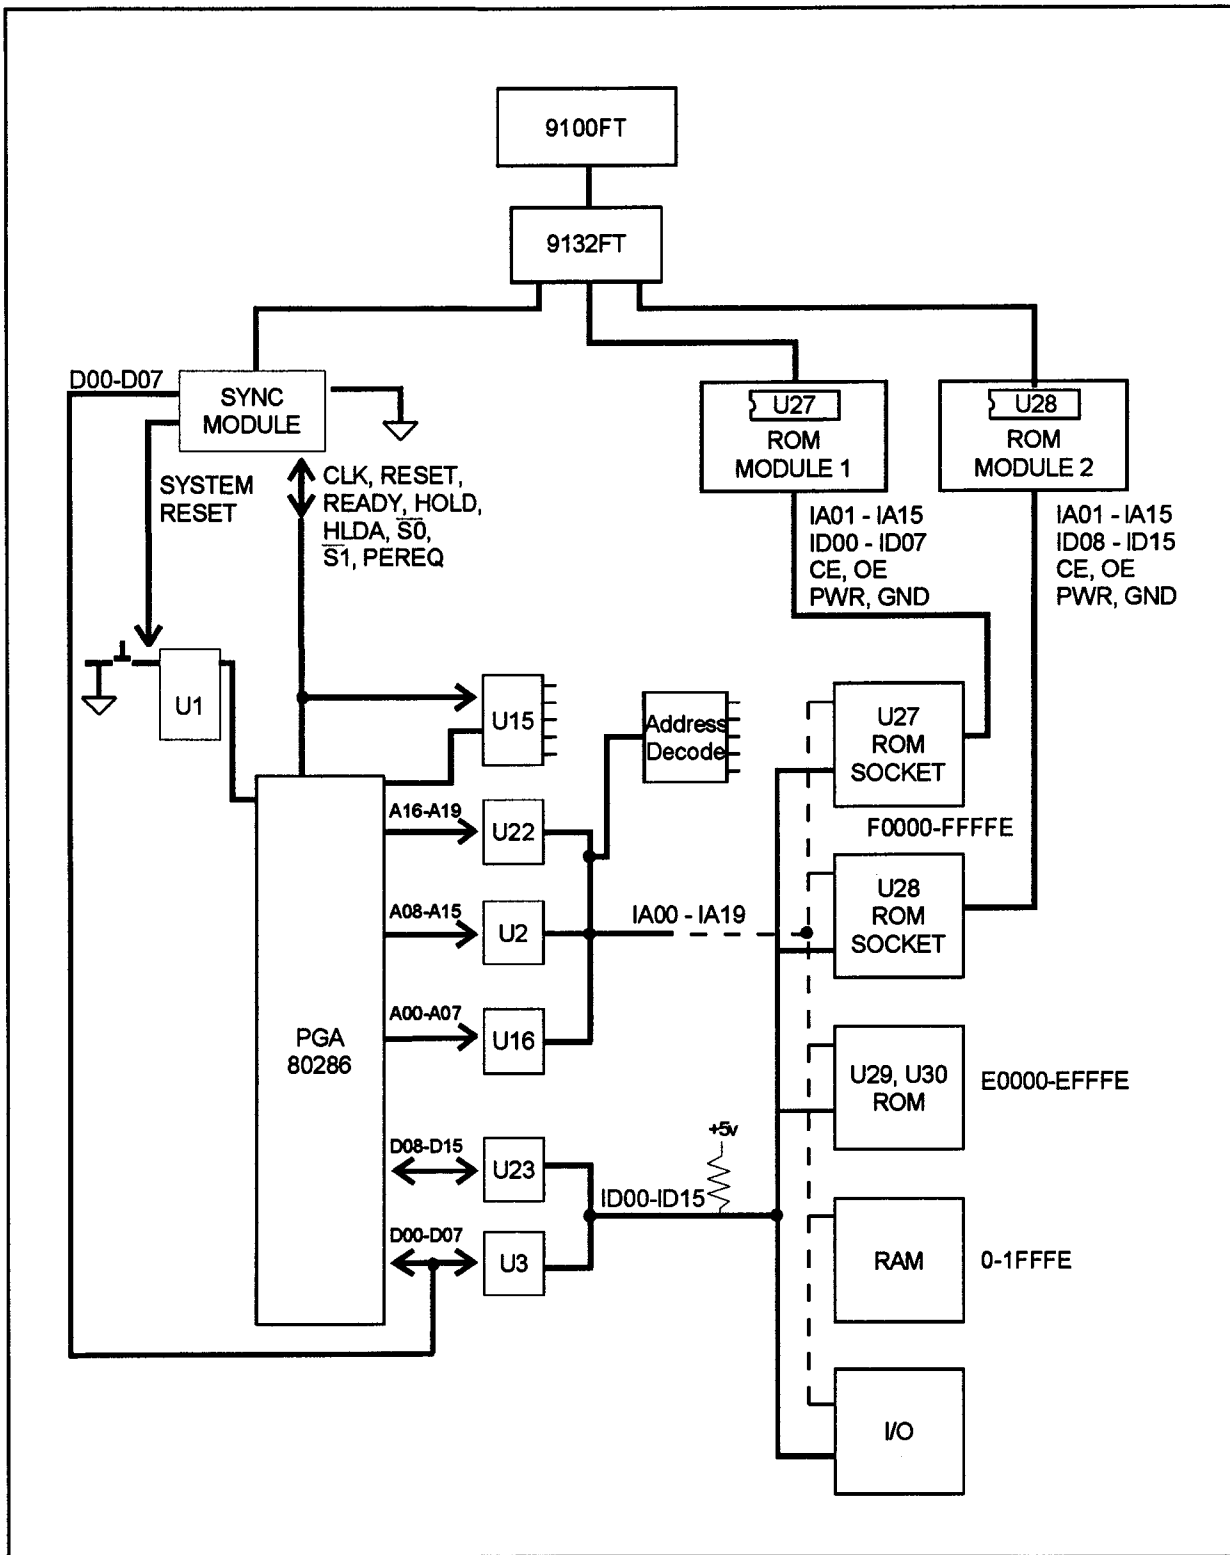 9100FT
9132FT
D00-D07
SYNC
MODULE
U27
ROM
MODULE 1
U28
ROM
MODULE 2
SYSTEM
RESET
CLK, RESET,
READY, HOLD,
HLDA, S̅0̅,
S̅1̅, PEREQ
IA01 - IA15
ID00 - ID07
CE, OE
PWR, GND
IA01 - IA15
ID08 - ID15
CE, OE
PWR, GND
U1
U15
Address
Decode
U27
ROM
SOCKET
A16-A19
U22
F0000-FFFFE
A08-A15
U2
IA00 - IA19
U28
ROM
SOCKET
A00-A07
U16
PGA
80286
U29, U30
ROM
E0000-EFFFE
D08-D15
U23
+5v
ID00-ID15
D00-D07
U3
RAM
0-1FFFE
I/O